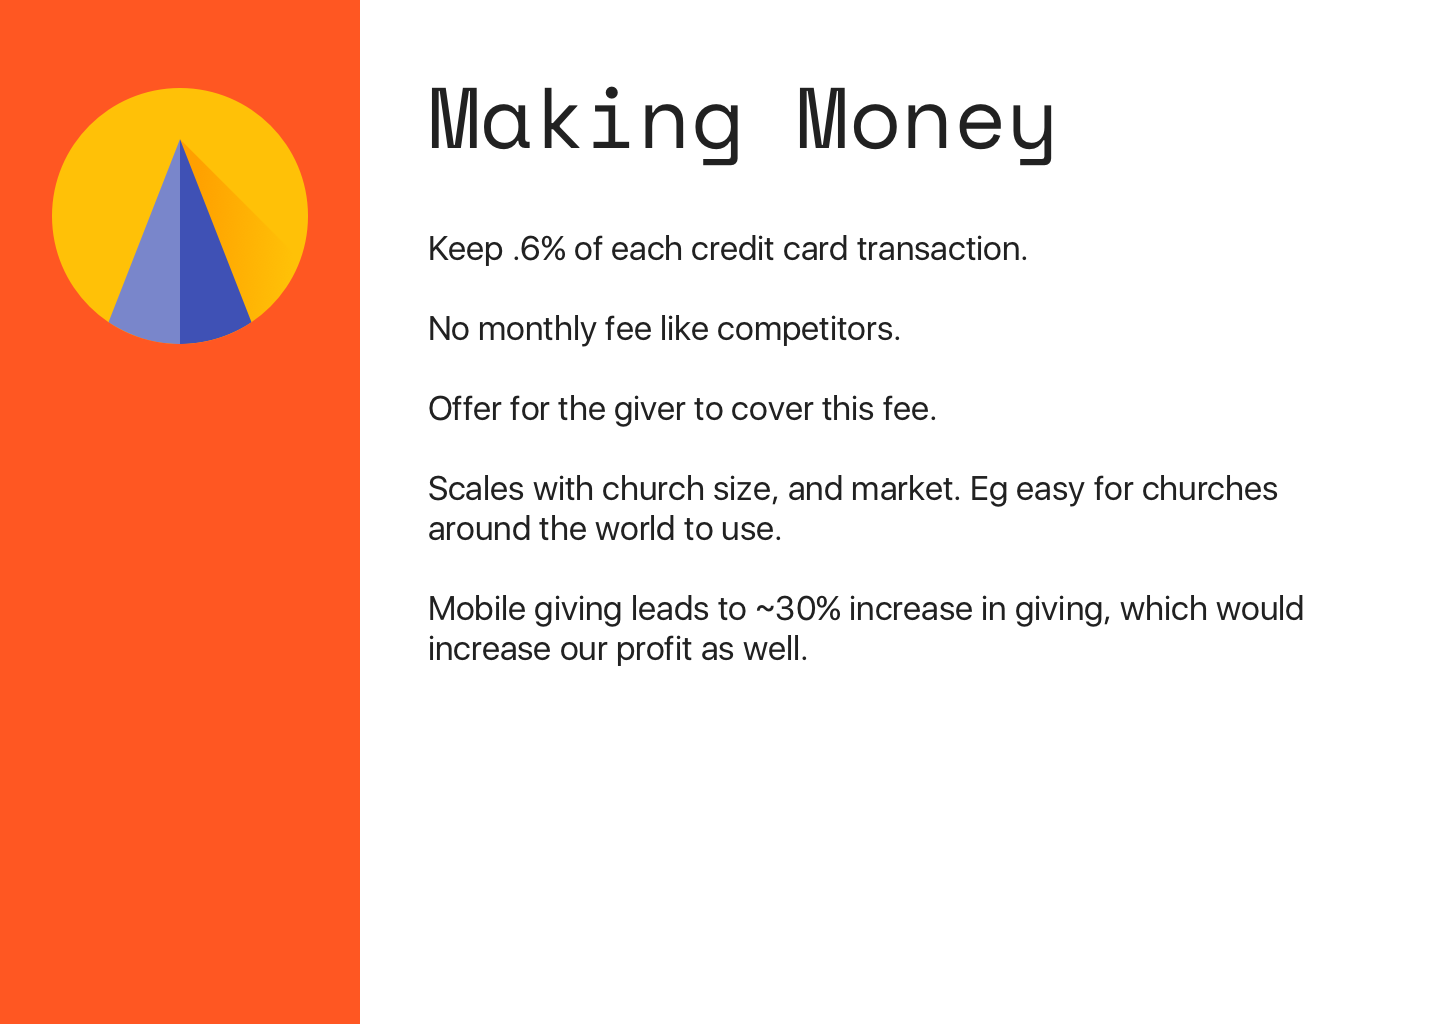 Making Money
Keep .6% of each credit card transaction.
No monthly fee like competitors.
Offer for the giver to cover this fee.
Scales with church size, and market. Eg easy for churches
around the world to use.
Mobile giving leads to ~30% increase in giving, which would
increase our profit as well.